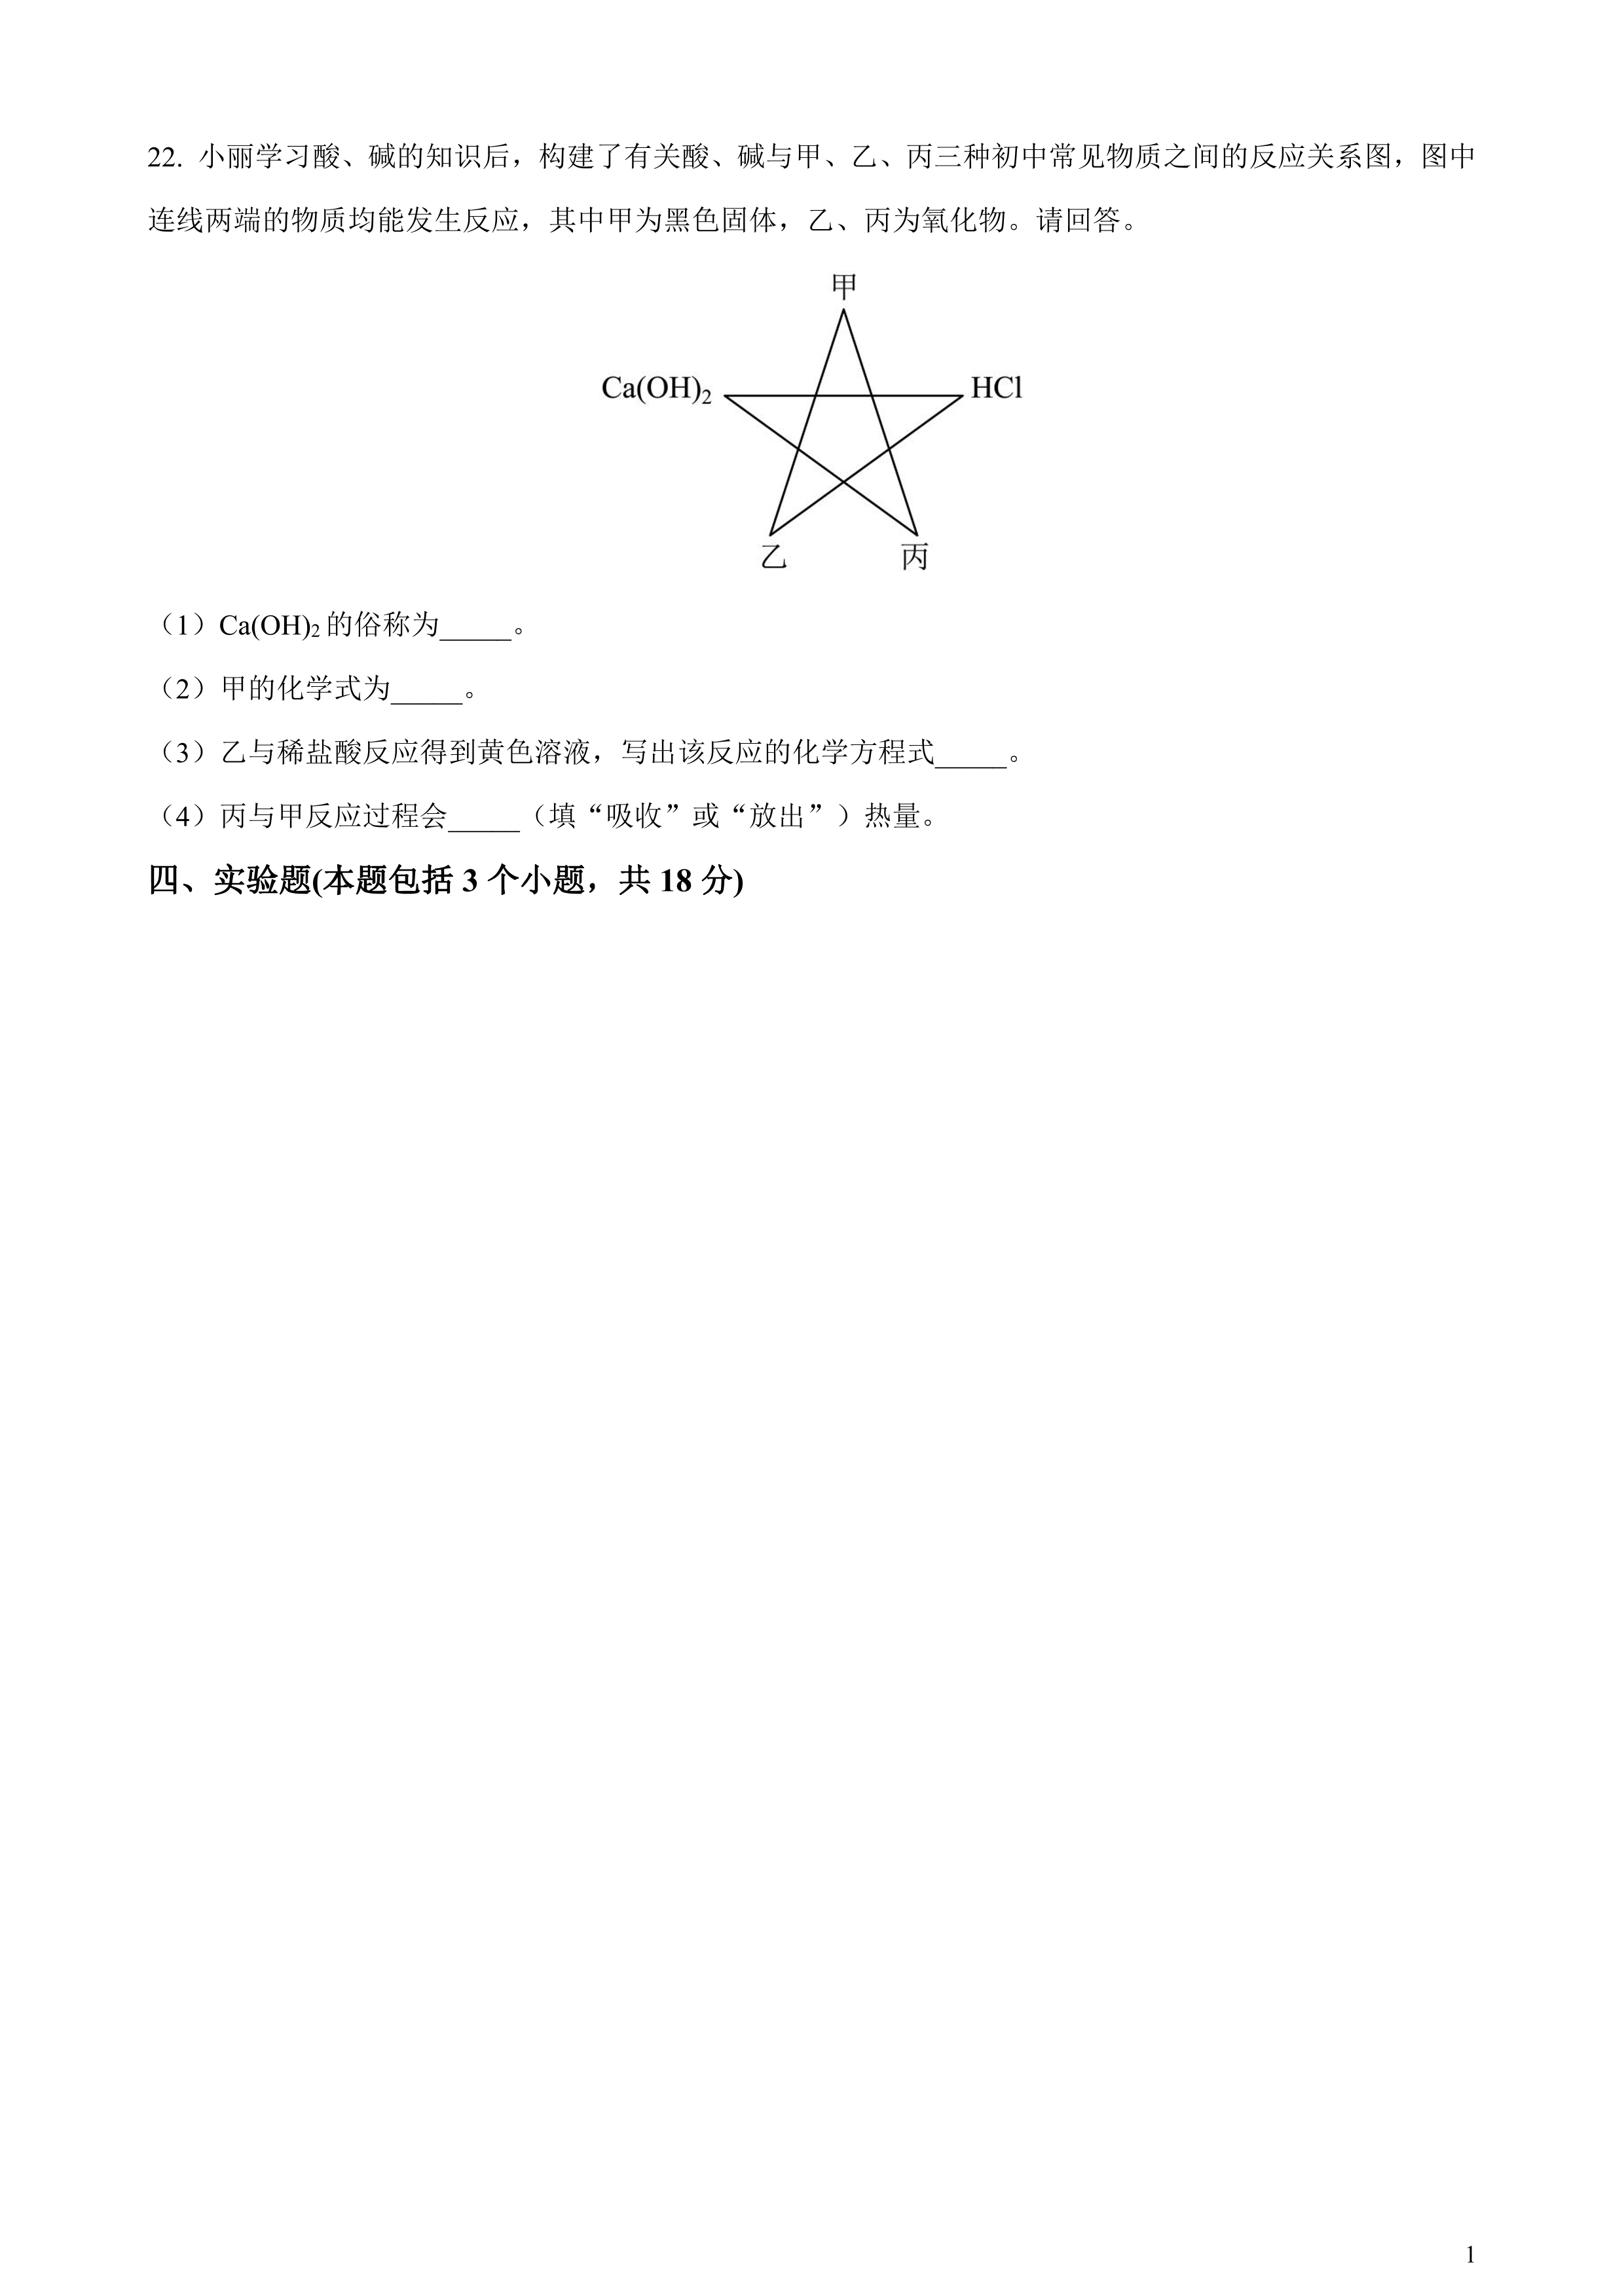 22. 小丽学习酸、碱的知识后，构建了有关酸、碱与甲、乙、丙三种初中常见物质之间的反应关系图，图中
连线两端的物质均能发生反应，其中甲为黑色固体，乙、丙为氧化物。请回答。
甲
Ca(OH)₂ HCl
乙 丙
（1）Ca(OH)₂的俗称为_____。
（2）甲的化学式为_____。
（3）乙与稀盐酸反应得到黄色溶液，写出该反应的化学方程式_____。
（4）丙与甲反应过程会_____（填“吸收”或“放出”）热量。
四、实验题(本题包括 3 个小题，共 18 分)
1